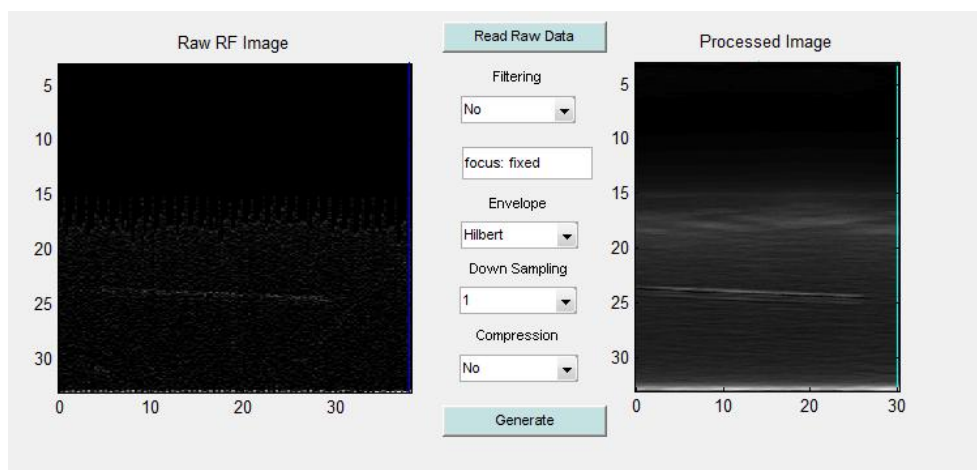 Raw RF Image
5
10
15
20
25
30
0 10 20 30
Read Raw Data
Filtering
No
focus: fixed
Envelope
Hilbert
Down Sampling
1
Compression
No
Generate
Processed Image
5
10
15
20
25
30
0 10 20 30